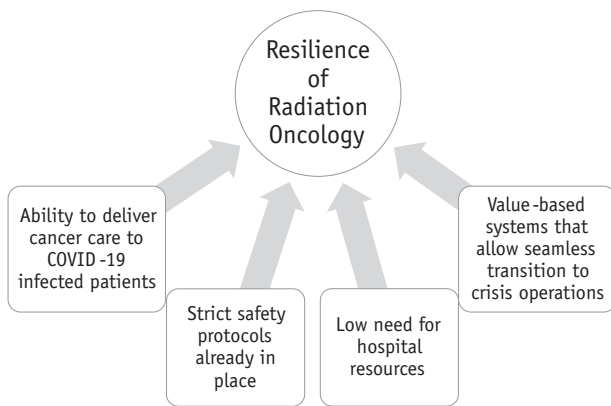 Resilience
of
Radiation
Oncology
Ability to deliver
cancer care to
COVID-19
infected patients
Strict safety
protocols
already in
place
Low need for
hospital
resources
Value-based
systems that
allow seamless
transition to
crisis operations